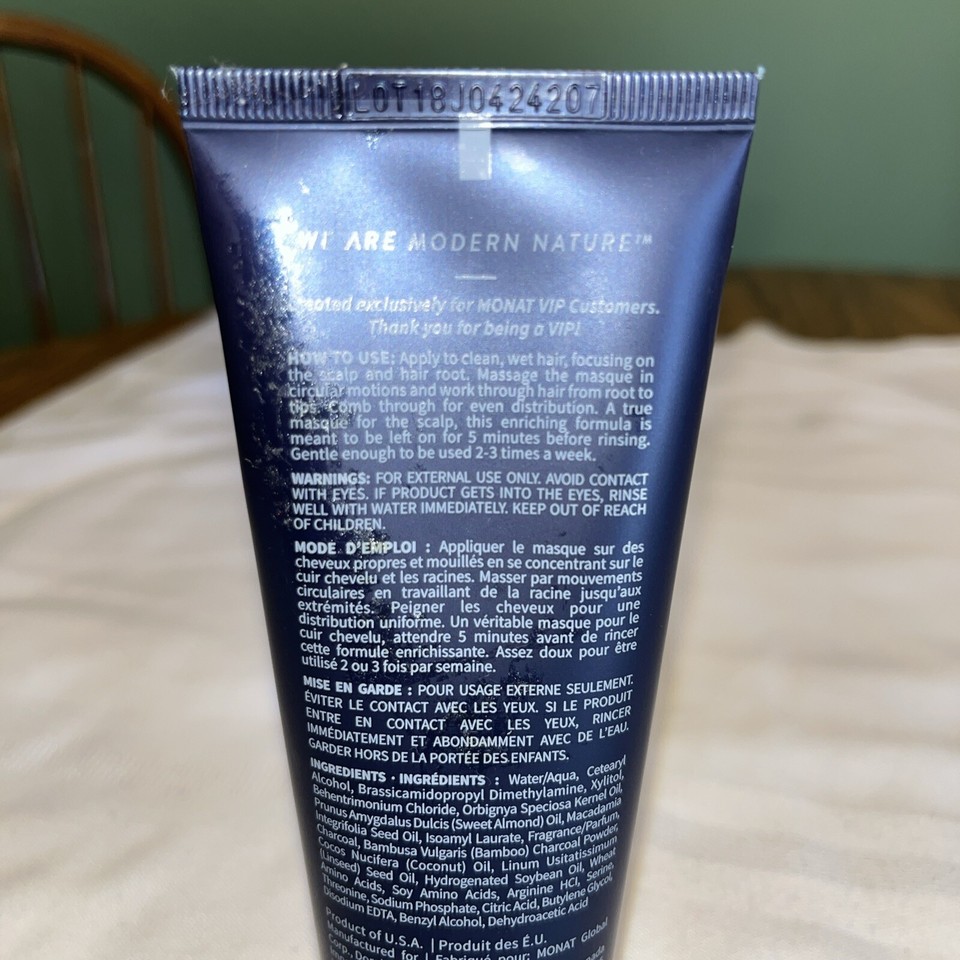 LOT18J0424207
WE ARE MODERN NATURE™
exclusively for MONAT VIP Customers.
Thank you for being a VIP!
HOW TO USE: Apply to clean, wet hair, focusing on
the scalp and hair root. Massage the masque in
circular motions and work through hair from root to
tips. Comb through for even distribution. A true
masque for the scalp, this enriching formula is
meant to be left on for 5 minutes before rinsing.
Gentle enough to be used 2-3 times a week.
WARNINGS: FOR EXTERNAL USE ONLY. AVOID CONTACT
WITH EYES. IF PRODUCT GETS INTO THE EYES, RINSE
WELL WITH WATER IMMEDIATELY. KEEP OUT OF REACH
OF CHILDREN.
MODE D'EMPLOI : Appliquer le masque sur des
cheveux propres et mouillés en se concentrant sur le
cuir chevelu et les racines. Masser par mouvements
circulaires en travaillant de la racine jusqu'aux
extrémités. Peigner les cheveux pour une
distribution uniforme. Un véritable masque pour le
cuir chevelu, attendre 5 minutes avant de rincer
cette formule enrichissante. Assez doux pour être
utilisé 2 ou 3 fois par semaine.
MISE EN GARDE : POUR USAGE EXTERNE SEULEMENT.
ÉVITER LE CONTACT AVEC LES YEUX. SI LE PRODUIT
ENTRE EN CONTACT AVEC LES YEUX, RINCER
IMMÉDIATEMENT ET ABONDAMMENT AVEC DE L'EAU.
GARDER HORS DE LA PORTÉE DES ENFANTS.
INGREDIENTS · INGRÉDIENTS : Water/Aqua, Cetearyl
Alcohol, Brassicamidopropyl Dimethylamine, Xylitol,
Behentrimonium Chloride, Orbignya Speciosa Kernel Oil,
Prunus Amygdalus Dulcis (Sweet Almond) Oil, Macadamia
Integrifolia Seed Oil, Isoamyl Laurate, Fragrance/Parfum,
Charcoal, Bambusa Vulgaris (Bamboo) Charcoal Powder,
Cocos Nucifera (Coconut) Oil, Linum Usitatissimum
(Linseed) Seed Oil, Hydrogenated Soybean Oil, Wheat
Amino Acids, Soy Amino Acids, Arginine HCl, Serine,
Threonine, Sodium Phosphate, Citric Acid, Butylene Glycol,
Disodium EDTA, Benzyl Alcohol, Dehydroacetic Acid
Product of U.S.A. | Produit des É.U.
Manufactured for | Fabriqué pour: MONAT Global
Corp.,